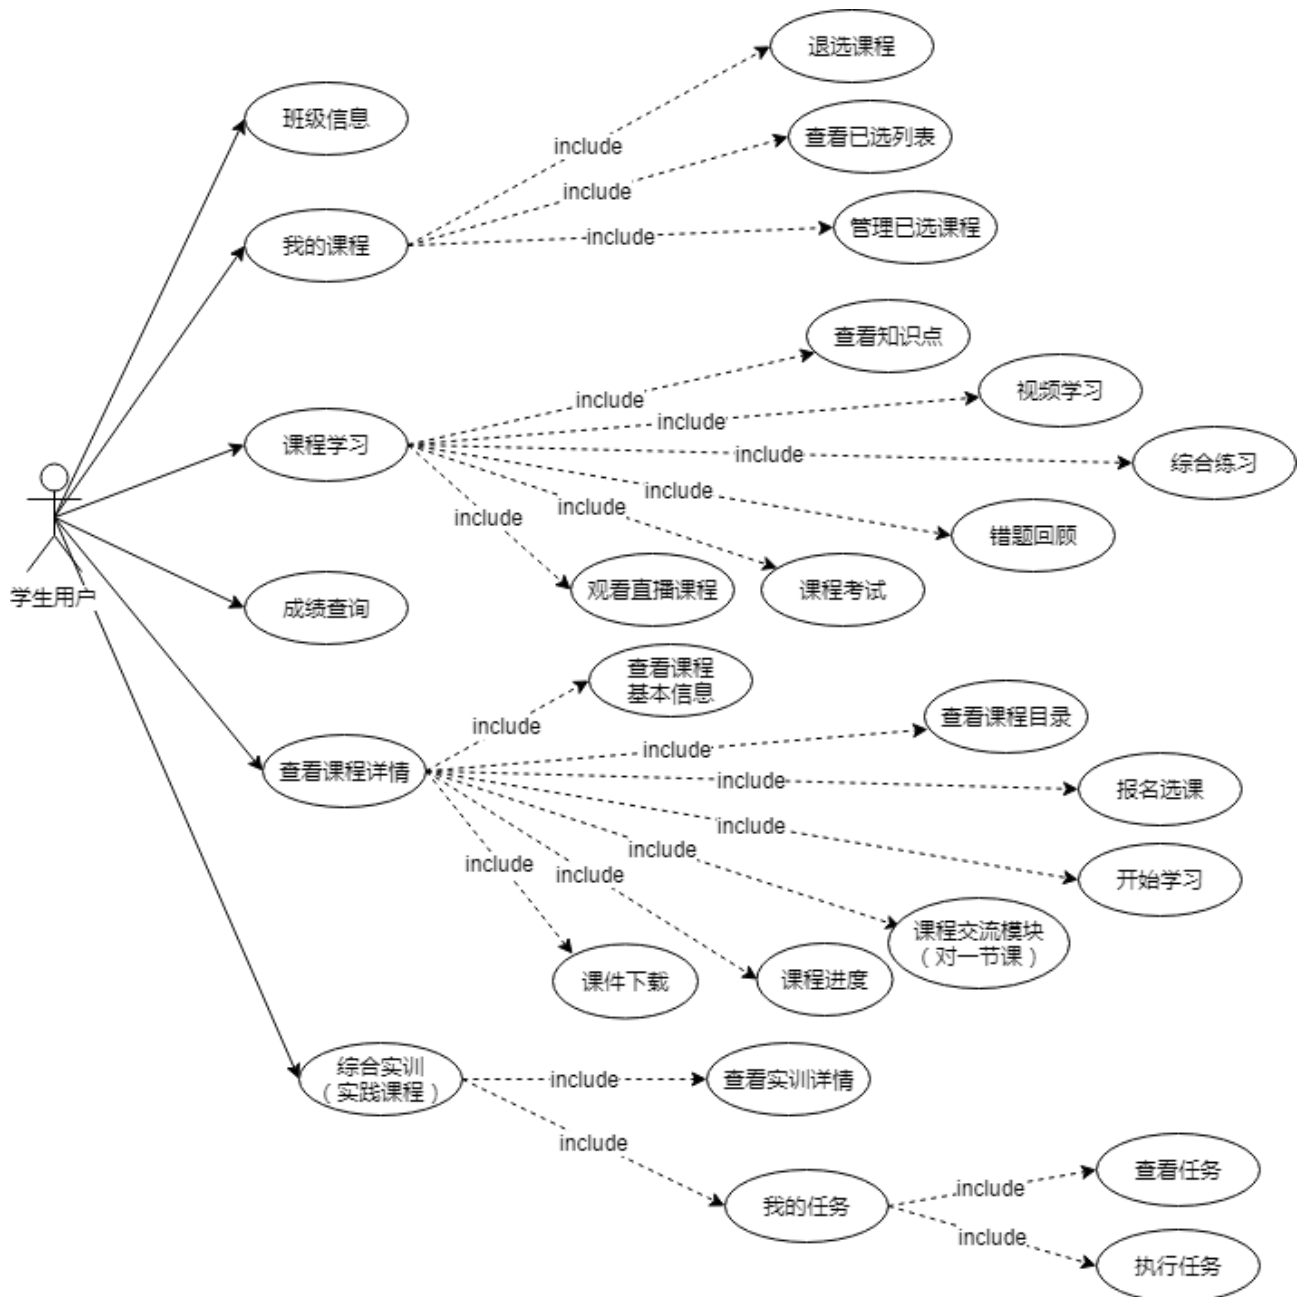 退选课程
班级信息
include
查看已选列表
include
我的课程
include
管理已选课程
查看知识点
include
视频学习
include
课程学习
include
综合练习
include
include
include
错题回顾
学生用户
成绩查询
观看直播课程
课程考试
查看课程
基本信息
include
查看课程目录
include
查看课程详情
include
报名选课
include
include
include
include
开始学习
课程交流模块
（对一节课）
课件下载
课程进度
综合实训
（实践课程）
include
查看实训详情
include
我的任务
include
查看任务
include
执行任务